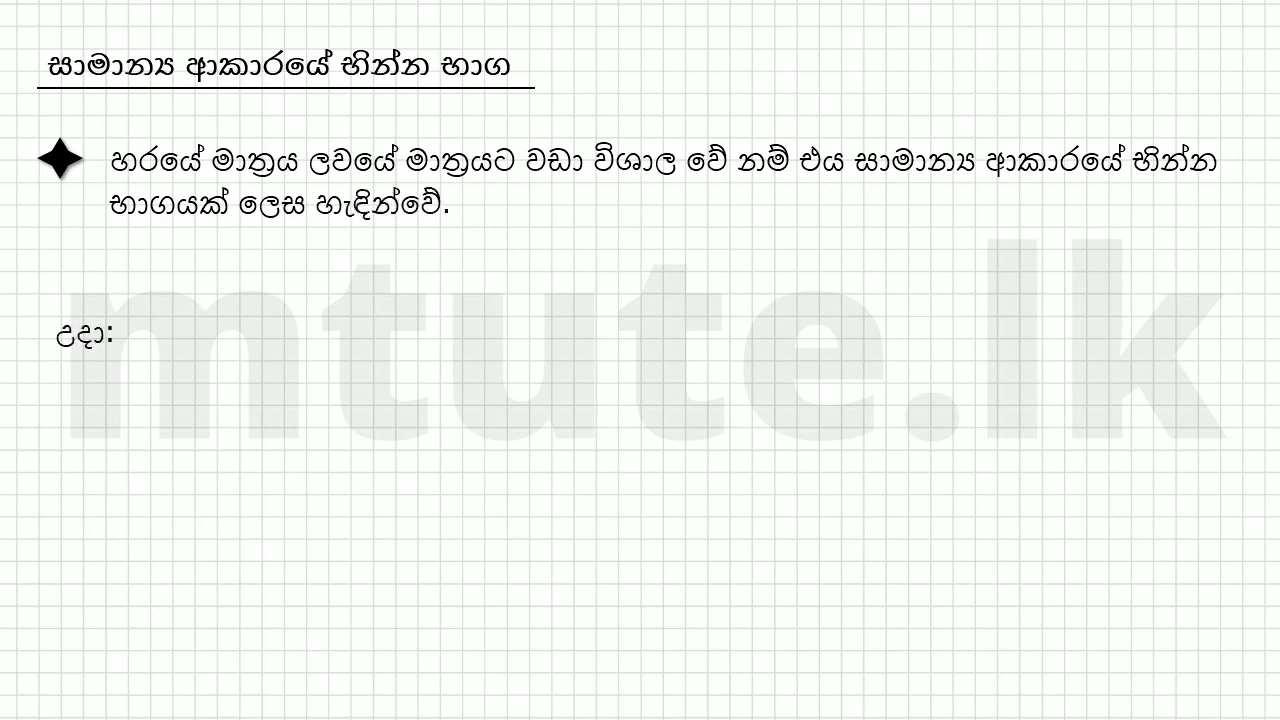 සාමාන්‍ය ආකාරයේ භින්න භාග
හරයේ මාත්‍රය ලවයේ මාත්‍රයට වඩා විශාල වේ නම් එය සාමාන්‍ය ආකාරයේ භින්න
භාගයක් ලෙස හැඳින්වේ.
උදා:
mtute.lk